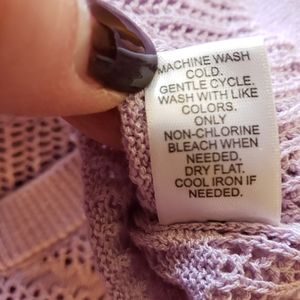 MACHINE WASH
COLD.
GENTLE CYCLE.
WASH WITH LIKE
COLORS.
ONLY
NON-CHLORINE
BLEACH WHEN
NEEDED.
DRY FLAT.
COOL IRON IF
NEEDED.